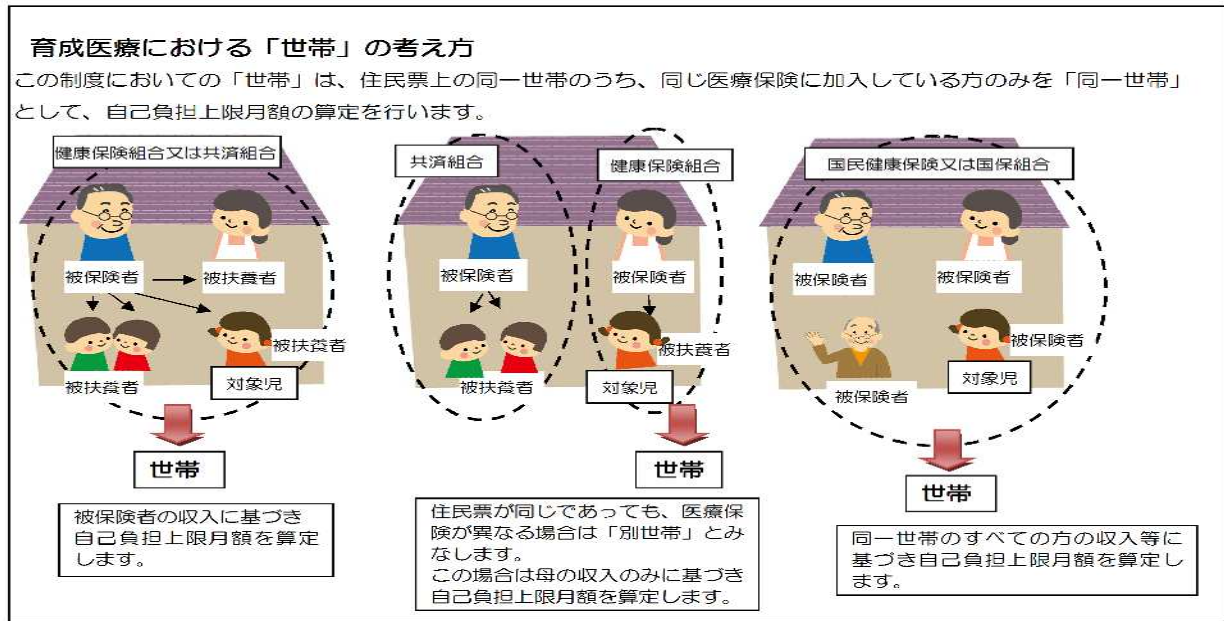 育成医療における「世帯」の考え方
この制度においての「世帯」は、住民票上の同一世帯のうち、同じ医療保険に加入している方のみを「同一世帯」
として、自己負担上限月額の算定を行います。
健康保険組合又は共済組合
被保険者
被扶養者
被扶養者
被扶養者
対象児
世帯
被保険者の収入に基づき
自己負担上限月額を算定
します。
共済組合
健康保険組合
被保険者
被保険者
被扶養者
被扶養者
対象児
世帯
住民票が同じであっても、医療保
険が異なる場合は「別世帯」とみ
なします。
この場合は母の収入のみに基づき
自己負担上限月額を算定します。
国民健康保険又は国保組合
被保険者
被保険者
被保険者
被保険者
対象児
世帯
同一世帯のすべての方の収入等に
基づき自己負担上限月額を算定し
ます。